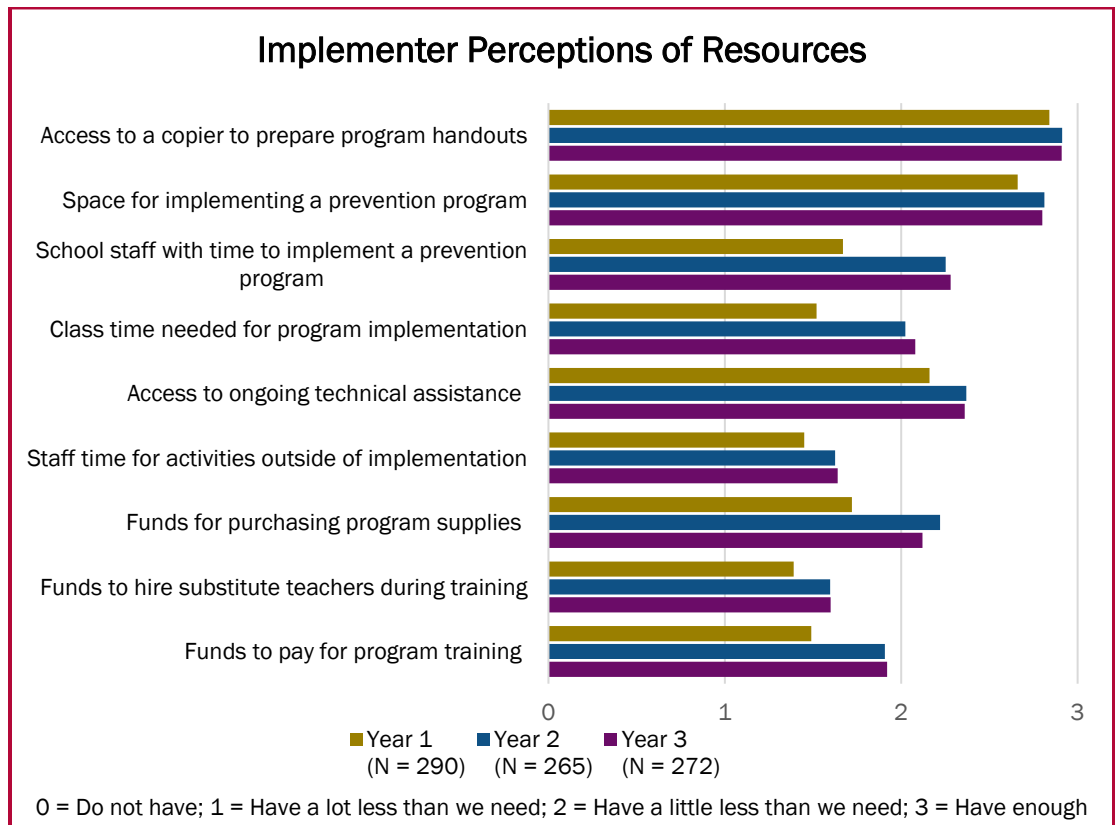 Implementer Perceptions of Resources
Access to a copier to prepare program handouts
Space for implementing a prevention program
School staff with time to implement a prevention
program
Class time needed for program implementation
Access to ongoing technical assistance
Staff time for activities outside of implementation
Funds for purchasing program supplies
Funds to hire substitute teachers during training
Funds to pay for program training
0 1 2 3
Year 1 Year 2 Year 3
(N = 290) (N = 265) (N = 272)
0 = Do not have; 1 = Have a lot less than we need; 2 = Have a little less than we need; 3 = Have enough